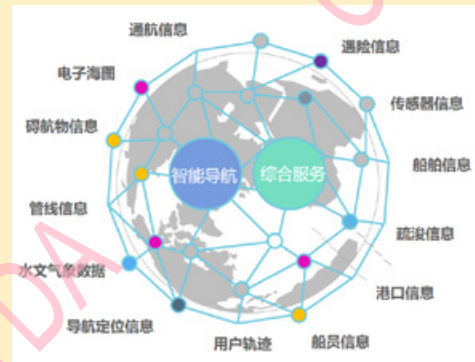 通航信息
遇险信息
电子海图
传感器信息
碍航物信息
船舶信息
智能导航
综合服务
管线信息
疏浚信息
水文气象数据
港口信息
导航定位信息
用户轨迹
船员信息